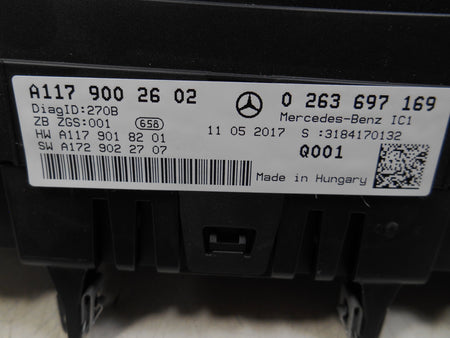 A117 900 26 02 0 263 697 169
DiagID:270B Mercedes-Benz IC1
ZB ZGS:001 658 11 05 2017 S :3184170132
HW A117 901 82 01 Q001
SW A172 902 27 07
Made in Hungary